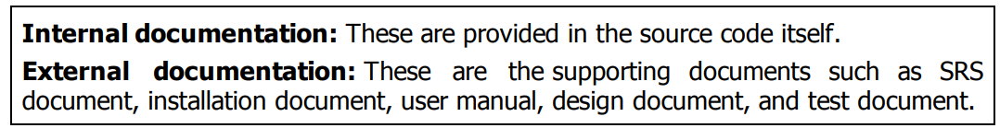 Internal documentation: These are provided in the source code itself.
External documentation: These are the supporting documents such as SRS
document, installation document, user manual, design document, and test document.